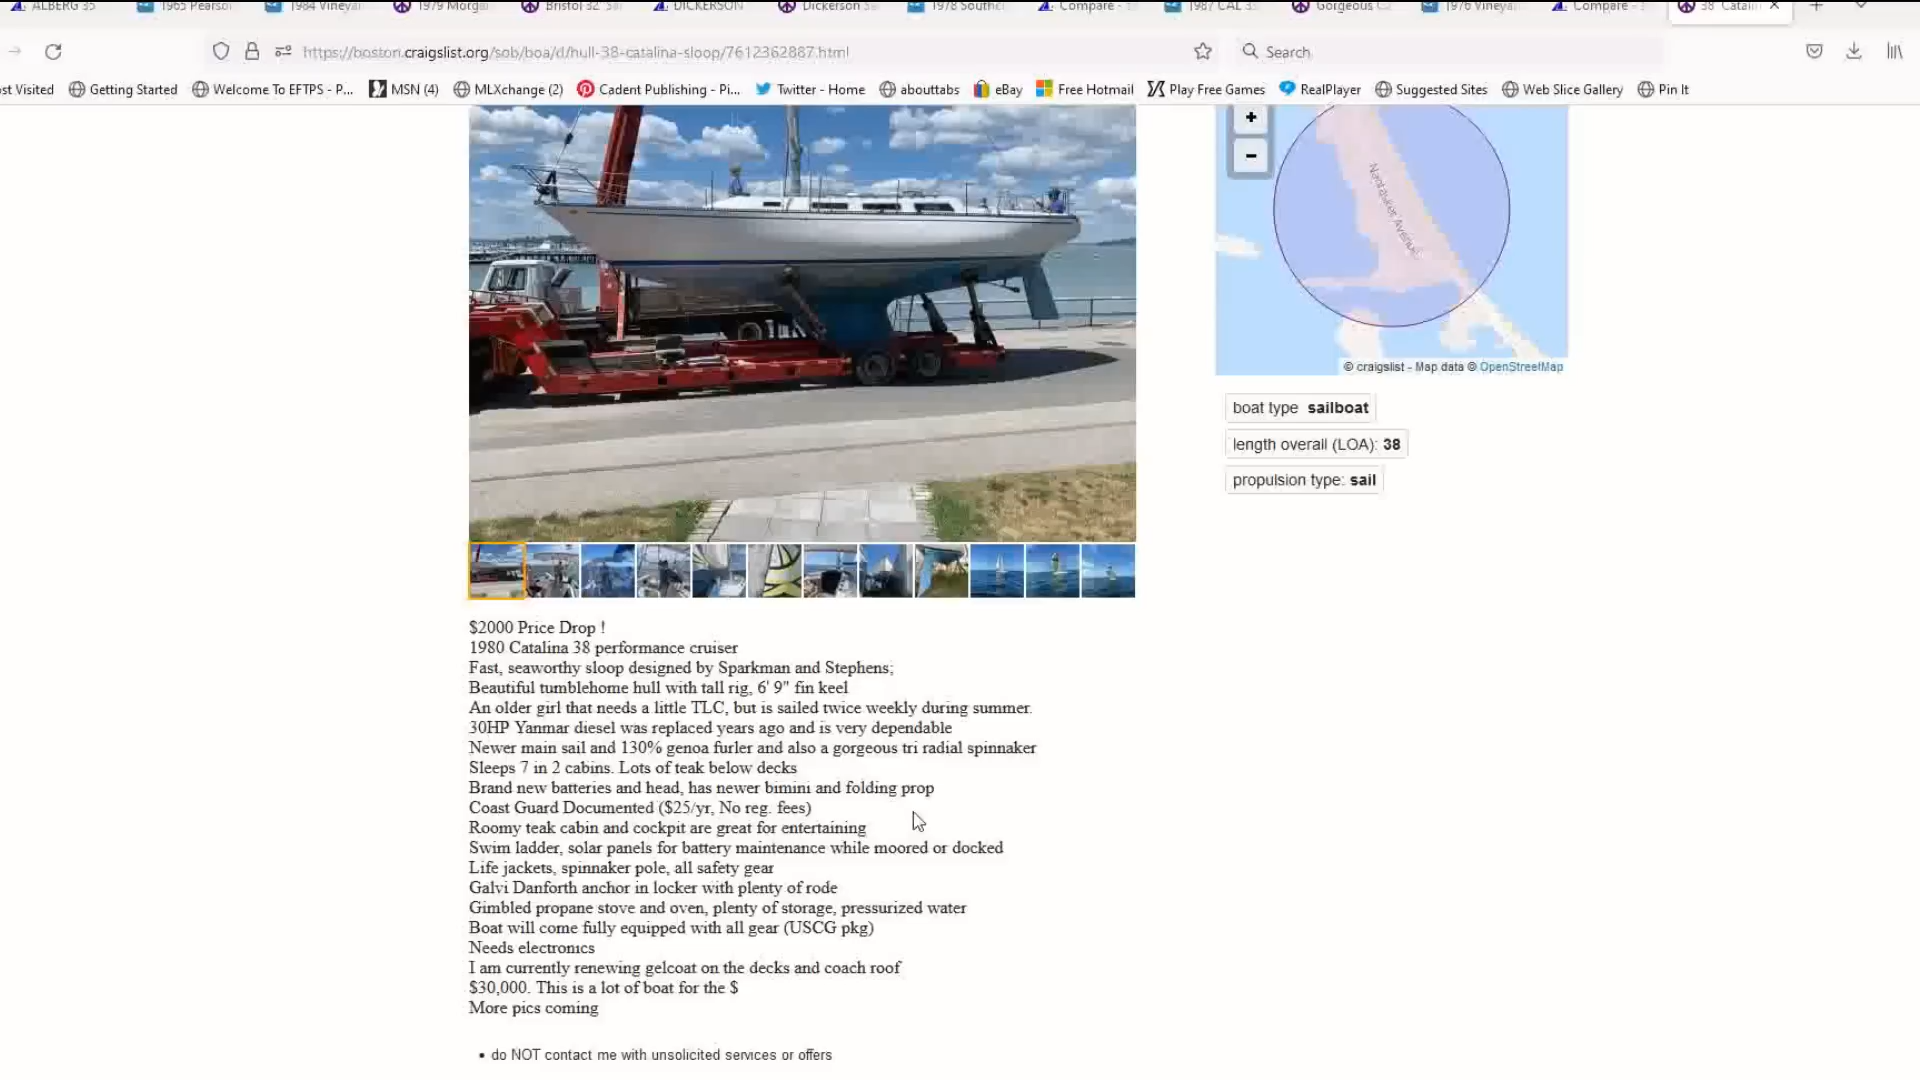 ALBERG 35
1965 Pearso
1984 Vineya
1979 Morga
Bristol 32
DICKERSON
Dickerson
1978 South
Compare -
1987 CAL 3
Gorgeous
1976 Vineya
Compare -
38' Catali
https://boston.craigslist.org/sob/boa/d/hull-38-catalina-sloop/7612362887.html
Search
st Visited
Getting Started
Welcome To EFTPS - P...
MSN (4)
MLXchange (2)
Cadent Publishing - Pi...
Twitter - Home
abouttabs
eBay
Free Hotmail
Play Free Games
RealPlayer
Suggested Sites
Web Slice Gallery
Pin It
+
−
Nantasket Avenue
© craigslist - Map data © OpenStreetMap
boat type sailboat
length overall (LOA): 38
propulsion type: sail
$2000 Price Drop !
1980 Catalina 38 performance cruiser
Fast, seaworthy sloop designed by Sparkman and Stephens;
Beautiful tumblehome hull with tall rig, 6' 9" fin keel
An older girl that needs a little TLC, but is sailed twice weekly during summer.
30HP Yanmar diesel was replaced years ago and is very dependable
Newer main sail and 130% genoa furler and also a gorgeous tri radial spinnaker
Sleeps 7 in 2 cabins. Lots of teak below decks
Brand new batteries and head, has newer bimini and folding prop
Coast Guard Documented ($25/yr, No reg. fees)
Roomy teak cabin and cockpit are great for entertaining
Swim ladder, solar panels for battery maintenance while moored or docked
Life jackets, spinnaker pole, all safety gear
Galvi Danforth anchor in locker with plenty of rode
Gimbled propane stove and oven, plenty of storage, pressurized water
Boat will come fully equipped with all gear (USCG pkg)
Needs electronics
I am currently renewing gelcoat on the decks and coach roof
$30,000. This is a lot of boat for the $
More pics coming
• do NOT contact me with unsolicited services or offers